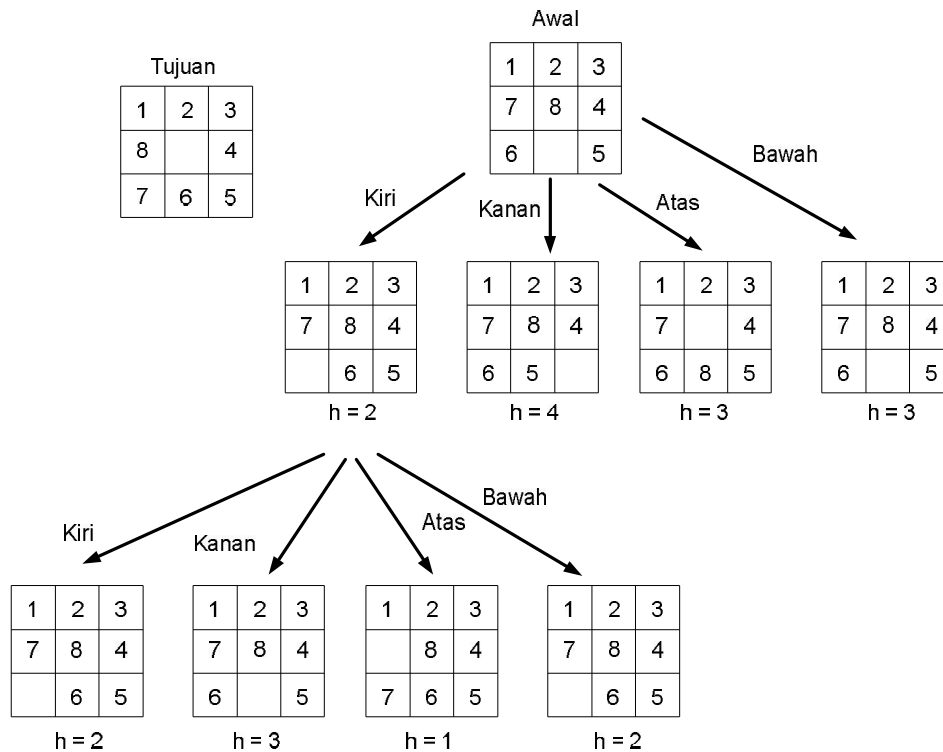 Awal
1 2 3
7 8 4
6 5
Tujuan
1 2 3
8 4
7 6 5
Kiri
Kanan
Atas
Bawah
1 2 3
7 8 4
6 5
h = 2
1 2 3
7 8 4
6 5
h = 4
1 2 3
7 4
6 8 5
h = 3
1 2 3
7 8 4
6 5
h = 3
Kiri
Kanan
Atas
Bawah
1 2 3
7 8 4
6 5
h = 2
1 2 3
7 8 4
6 5
h = 3
1 2 3
8 4
7 6 5
h = 1
1 2 3
7 8 4
6 5
h = 2